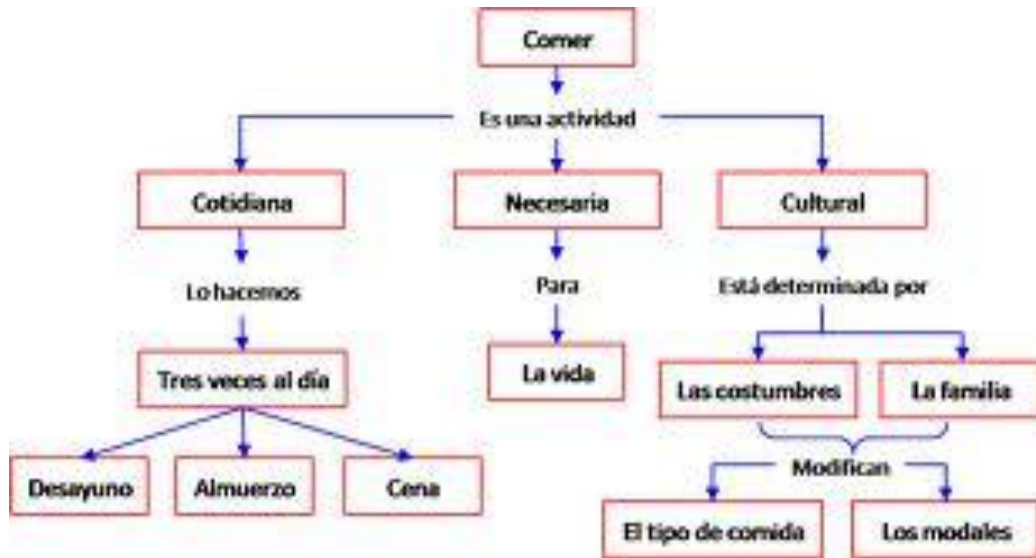 Comer
Es una actividad
Cotidiana
Necesaria
Cultural
Lo hacemos
Para
Está determinada por
Tres veces al día
La vida
Las costumbres
La familia
Modifican
Desayuno
Almuerzo
Cena
El tipo de comida
Los modales